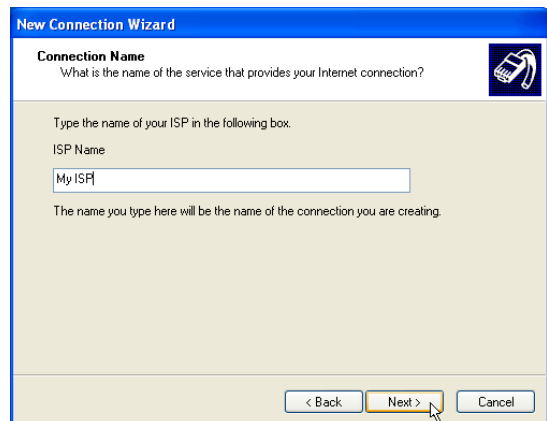 New Connection Wizard
Connection Name
What is the name of the service that provides your Internet connection?
Type the name of your ISP in the following box.
ISP Name
My ISP
The name you type here will be the name of the connection you are creating.
< Back Next > Cancel